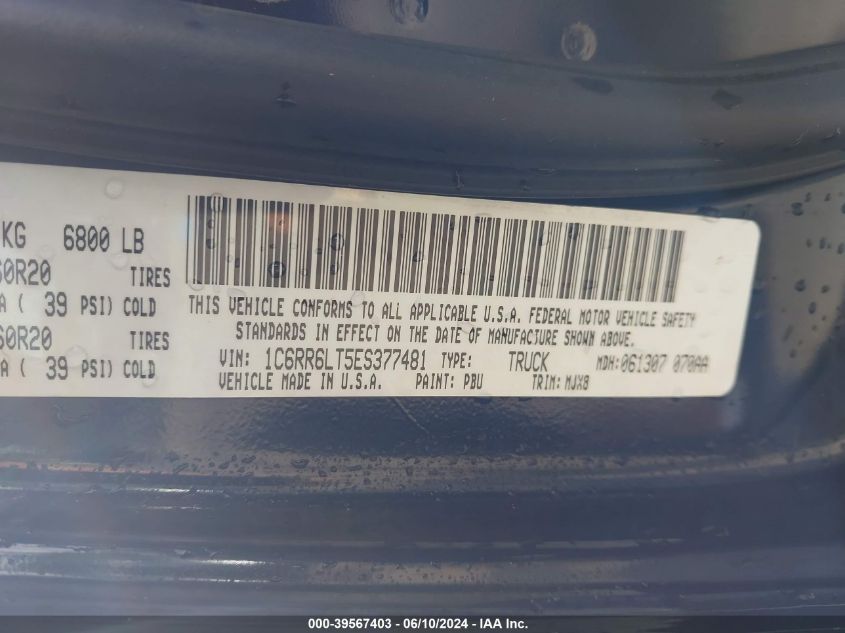 KG 6800 LB
60R20 TIRES
A ( 39 PSI) COLD
60R20 TIRES
A ( 39 PSI) COLD
THIS VEHICLE CONFORMS TO ALL APPLICABLE U.S.A. FEDERAL MOTOR VEHICLE SAFETY
STANDARDS IN EFFECT ON THE DATE OF MANUFACTURE SHOWN ABOVE.
VIN: 1C6RR6LT5ES377481 TYPE: TRUCK MDH:061307 070AA
VEHICLE MADE IN U.S.A. PAINT: PBU TRIM: MJX8
000-39567403 - 06/10/2024 - IAA Inc.